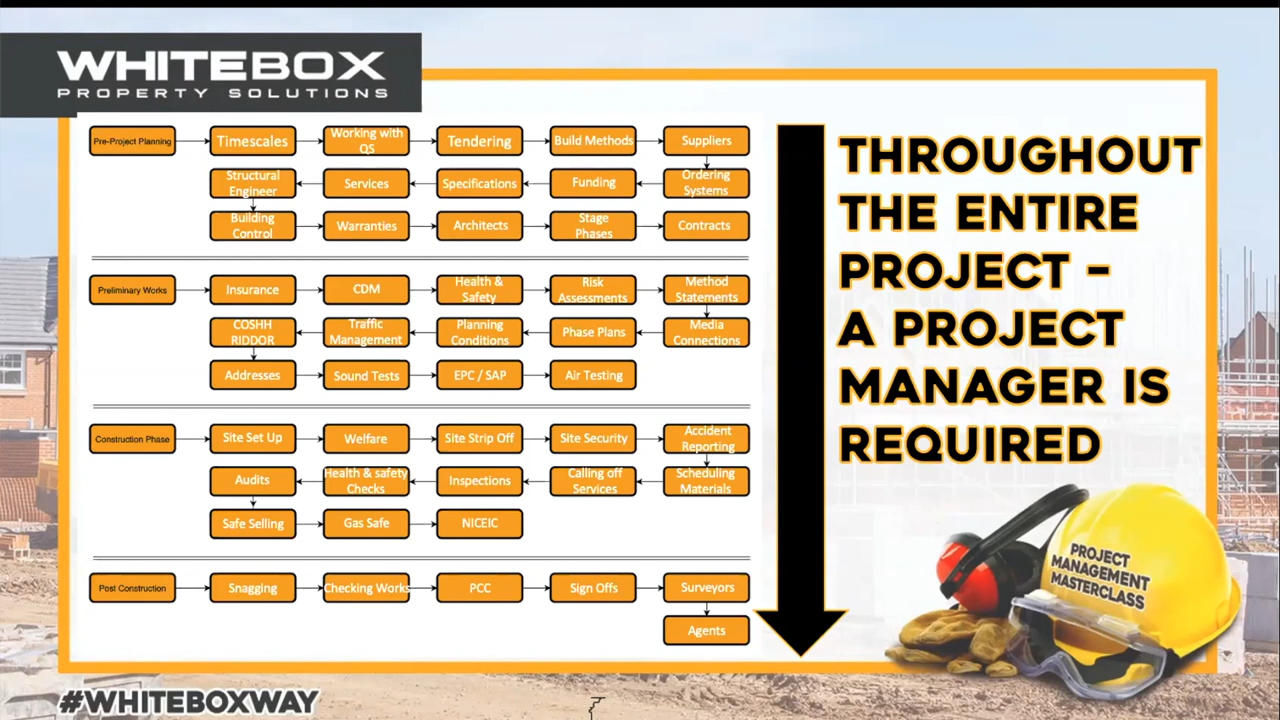 WHITEBOX
PROPERTY SOLUTIONS
Pre-Project Planning
Timescales
Working with
QS
Tendering
Build Methods
Suppliers
Structural
Engineer
Services
Specifications
Funding
Ordering
Systems
Building
Control
Warranties
Architects
Stage
Phases
Contracts
Preliminary Works
Insurance
CDM
Health &
Safety
Risk
Assessments
Method
Statements
COSHH
RIDDOR
Traffic
Management
Planning
Conditions
Phase Plans
Media
Connections
Addresses
Sound Tests
EPC / SAP
Air Testing
Construction Phase
Site Set Up
Welfare
Site Strip Off
Site Security
Accident
Reporting
Audits
Health & safety
Checks
Inspections
Calling off
Services
Scheduling
Materials
Safe Selling
Gas Safe
NICEIC
Post Construction
Snagging
Checking Works
PCC
Sign Offs
Surveyors
Agents
THROUGHOUT
THE ENTIRE
PROJECT -
A PROJECT
MANAGER IS
REQUIRED
PROJECT
MANAGEMENT
MASTERCLASS
#WHITEBOXWAY